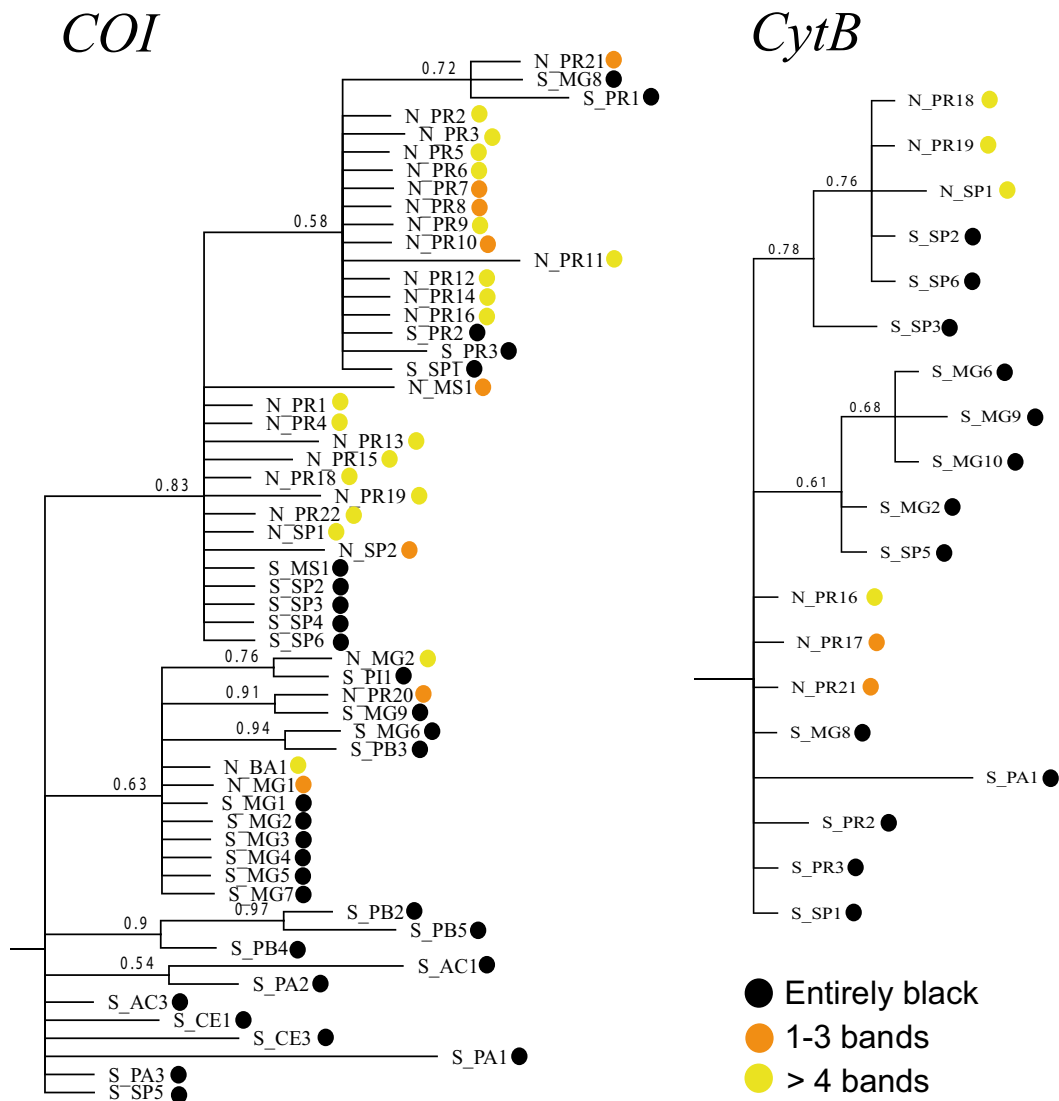 COI
0.72
N_PR21
S_MG8
S_PR1
0.58
N_PR2
N_PR3
N_PR5
N_PR6
N_PR7
N_PR8
N_PR9
N_PR10
N_PR11
N_PR12
N_PR14
N_PR16
S_PR2
S_PR3
S_SP1
0.83
N_MS1
N_PR1
N_PR4
N_PR13
N_PR15
N_PR18
N_PR19
N_PR22
N_SP1
N_SP2
S_MS1
S_SP2
S_SP3
S_SP4
S_SP6
0.63
0.76
N_MG2
S_PI1
0.91
N_PR20
S_MG9
0.94
S_MG6
S_PB3
N_BA1
N_MG1
S_MG1
S_MG2
S_MG3
S_MG4
S_MG5
S_MG7
0.9
0.97
S_PB2
S_PB5
S_PB4
0.54
S_AC1
S_PA2
S_AC3
S_CE1
S_CE3
S_PA1
S_PA3
S_SP5
CytB
0.78
0.76
N_PR18
N_PR19
N_SP1
S_SP2
S_SP6
S_SP3
0.61
0.68
S_MG6
S_MG9
S_MG10
S_MG2
S_SP5
N_PR16
N_PR17
N_PR21
S_MG8
S_PA1
S_PR2
S_PR3
S_SP1
Entirely black
1-3 bands
> 4 bands